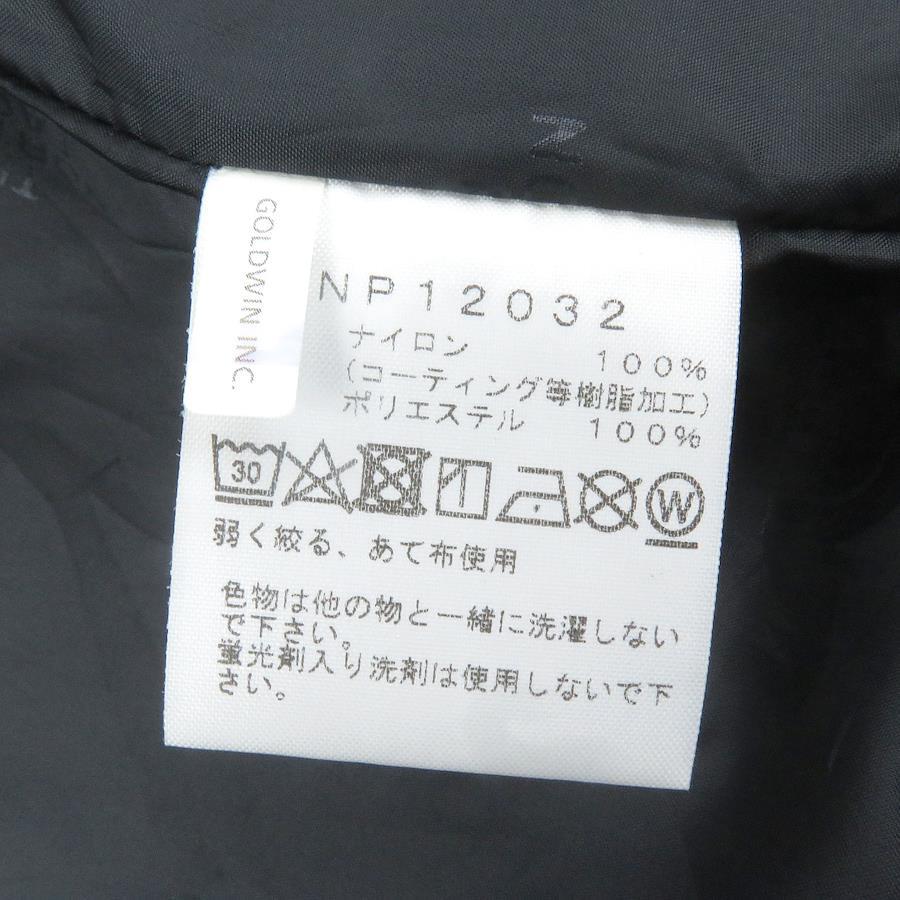 GOLDWIN INC.
NP12032
ナイロン 100%
(コーティング等樹脂加工)
ポリエステル 100%
30
W
弱く絞る、あて布使用
色物は他の物と一緒に洗濯しない
で下さい。
蛍光剤入り洗剤は使用しないで下
さい。